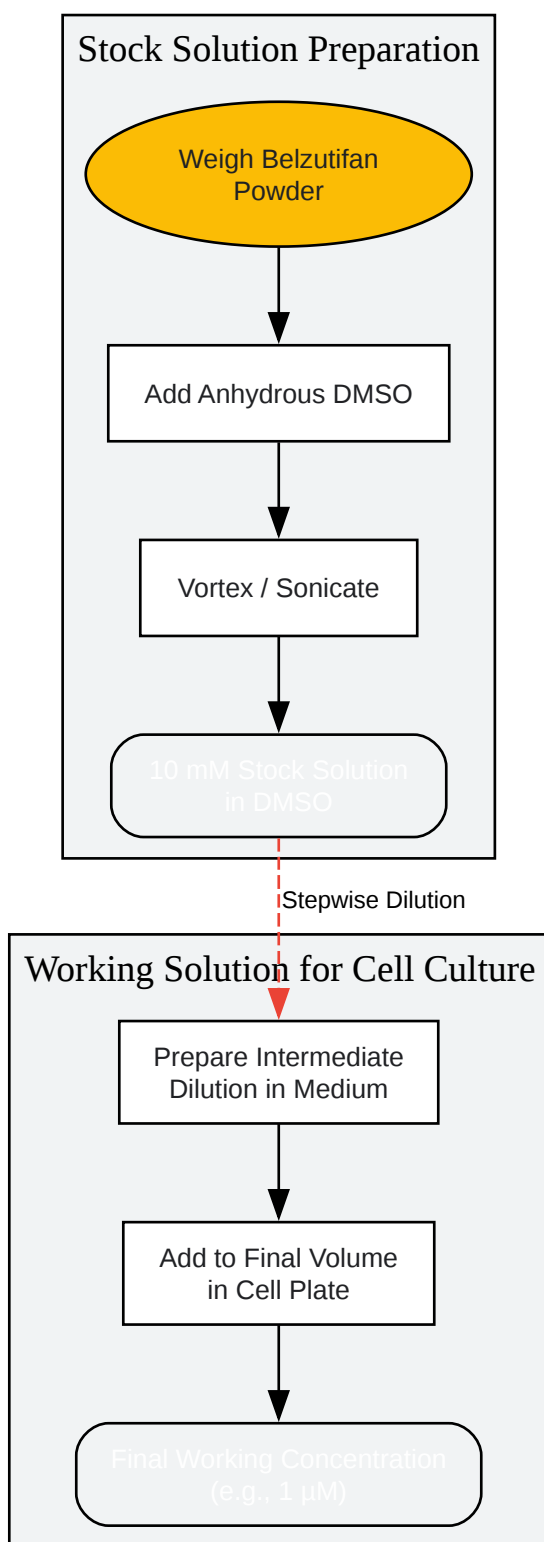 Stock Solution Preparation
Weigh Belzutifan
Powder
Add Anhydrous DMSO
Vortex / Sonicate
10 mM Stock Solution
in DMSO
Stepwise Dilution
Working Solution for Cell Culture
Prepare Intermediate
Dilution in Medium
Add to Final Volume
in Cell Plate
Final Working Concentration
(e.g., 1 µM)